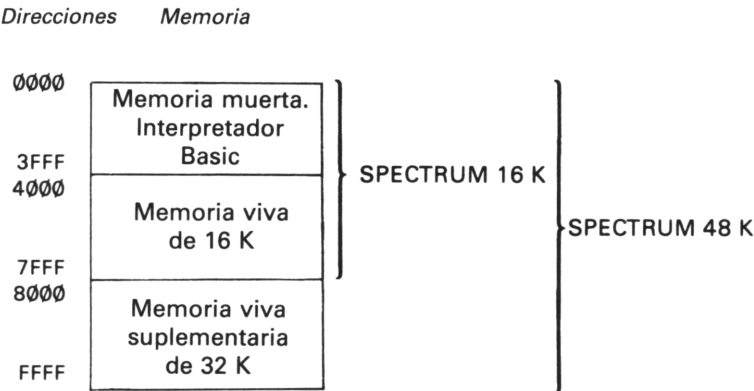 Direcciones Memoria
0000
Memoria muerta.
Interpretador
Basic
3FFF
4000
SPECTRUM 16 K
Memoria viva
de 16 K
SPECTRUM 48 K
7FFF
8000
Memoria viva
suplementaria
de 32 K
FFFF